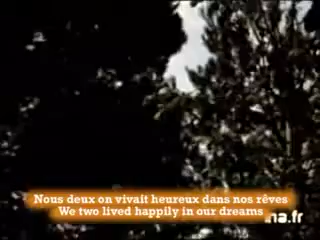 Nous deux on vivait heureux dans nos rêves
We two lived happily in our dreams
na.fr